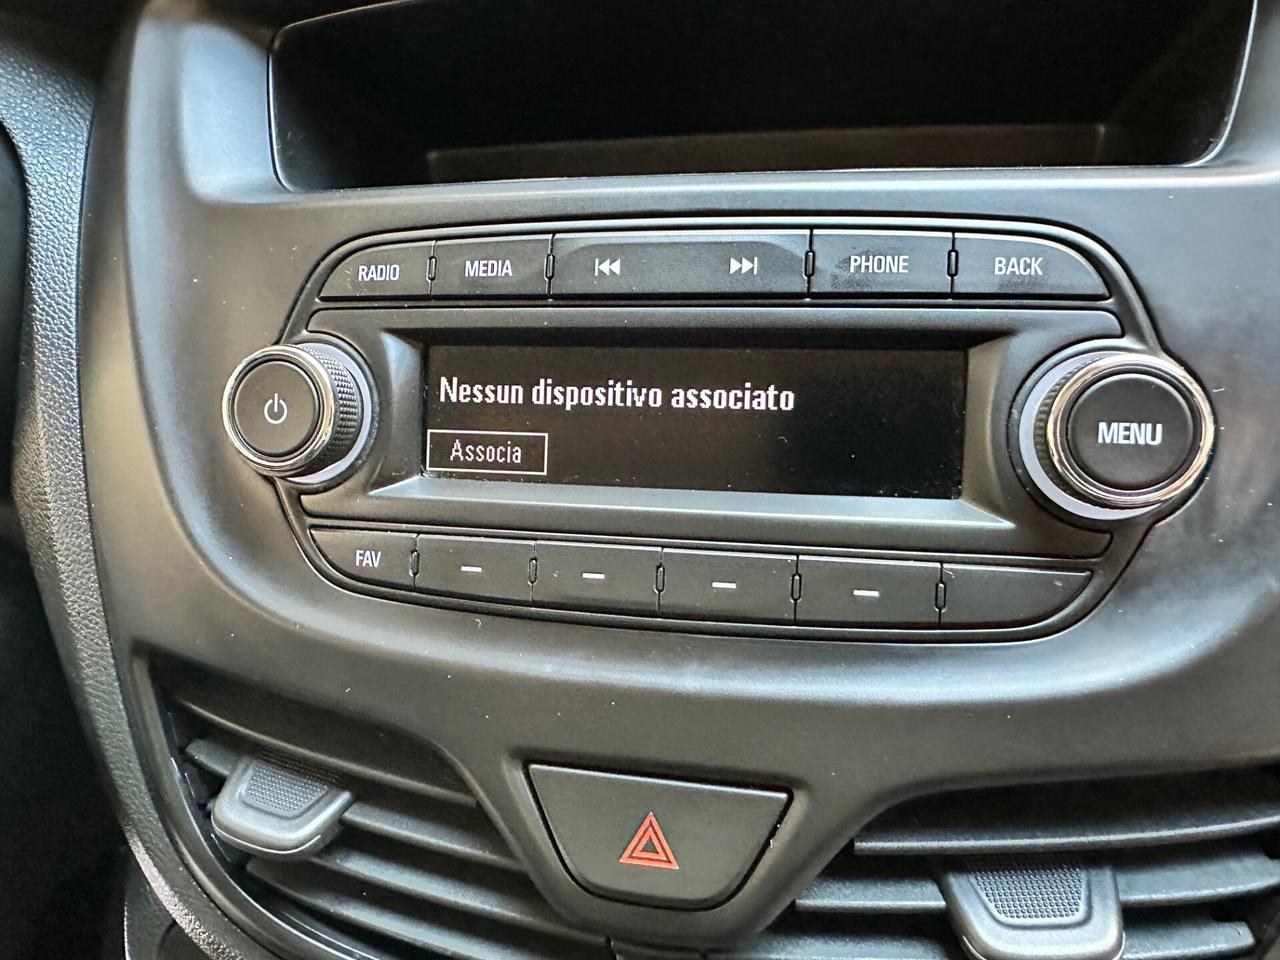 RADIO MEDIA PHONE BACK
Nessun dispositivo associato
Associa
MENU
FAV